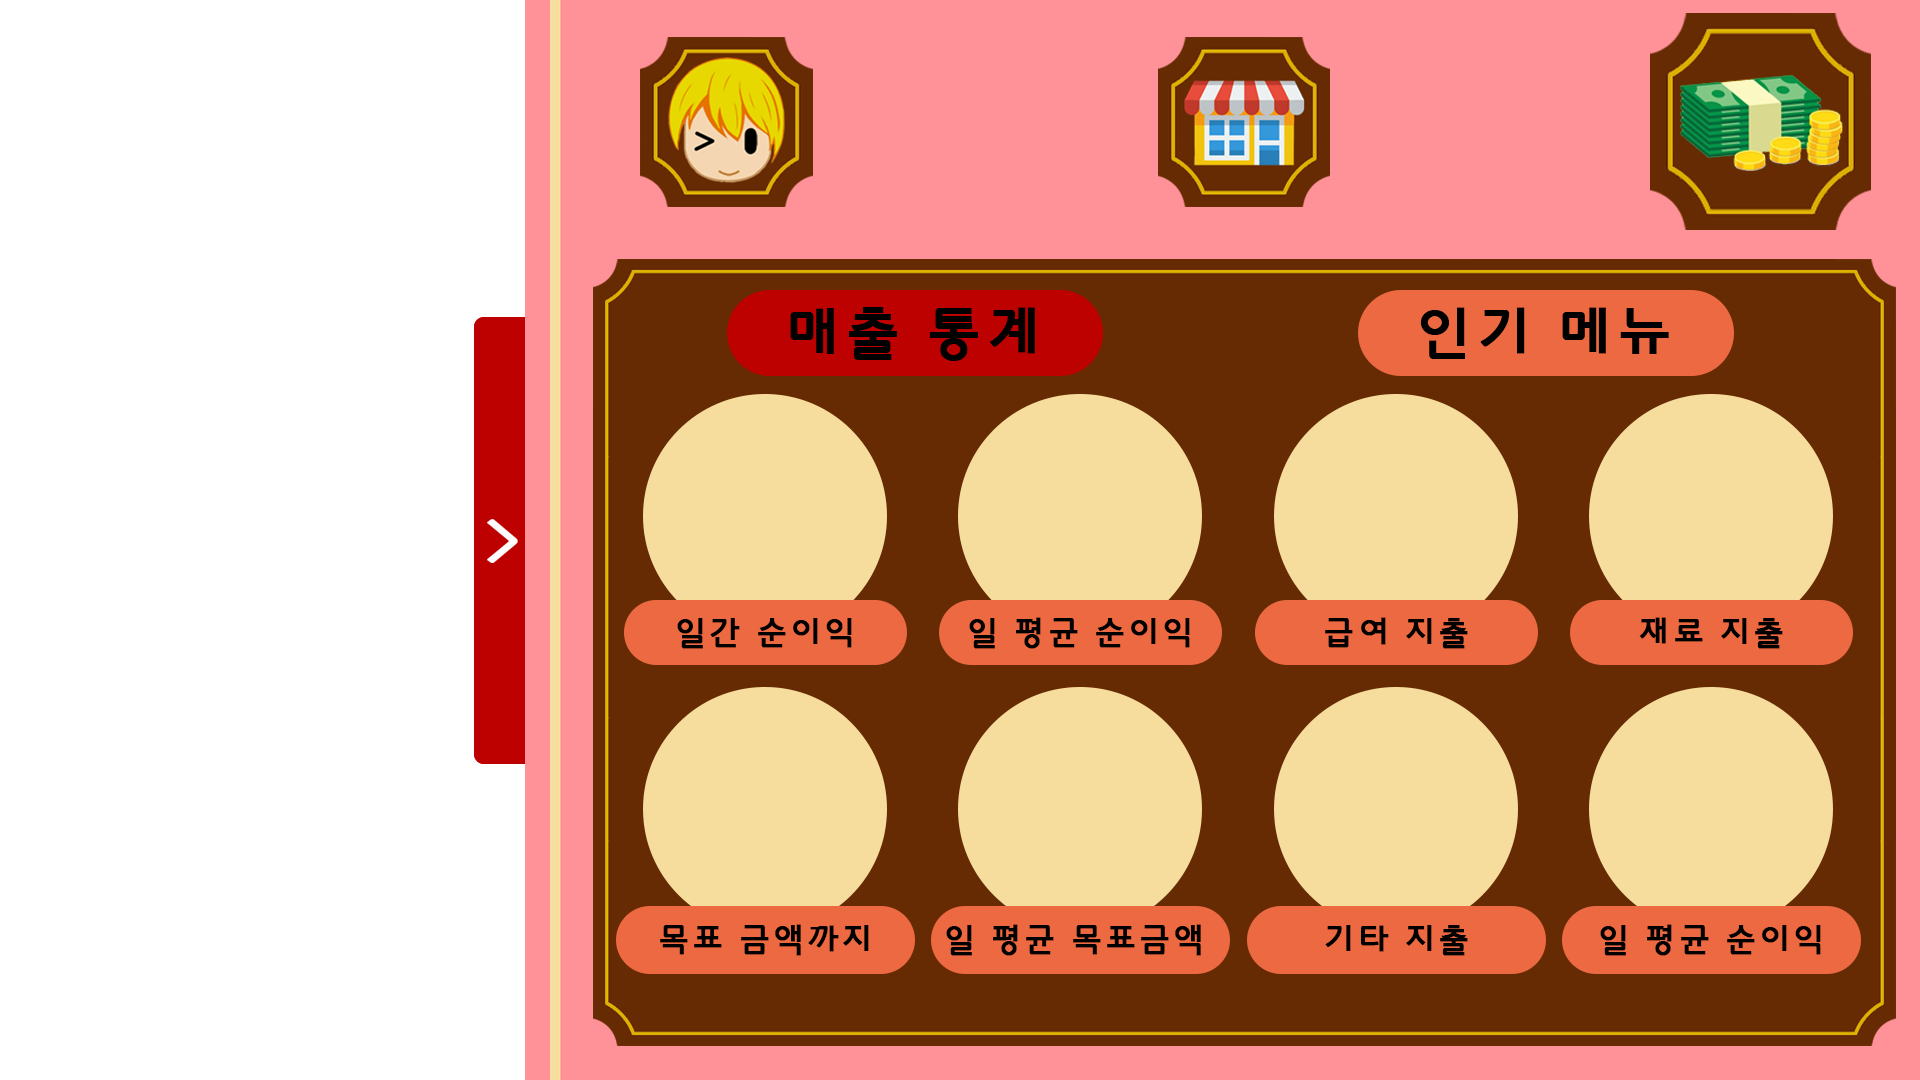 매출 통계
인기 메뉴
일간 순이익
일 평균 순이익
급여 지출
재료 지출
목표 금액까지
일 평균 목표금액
기타 지출
일 평균 순이익